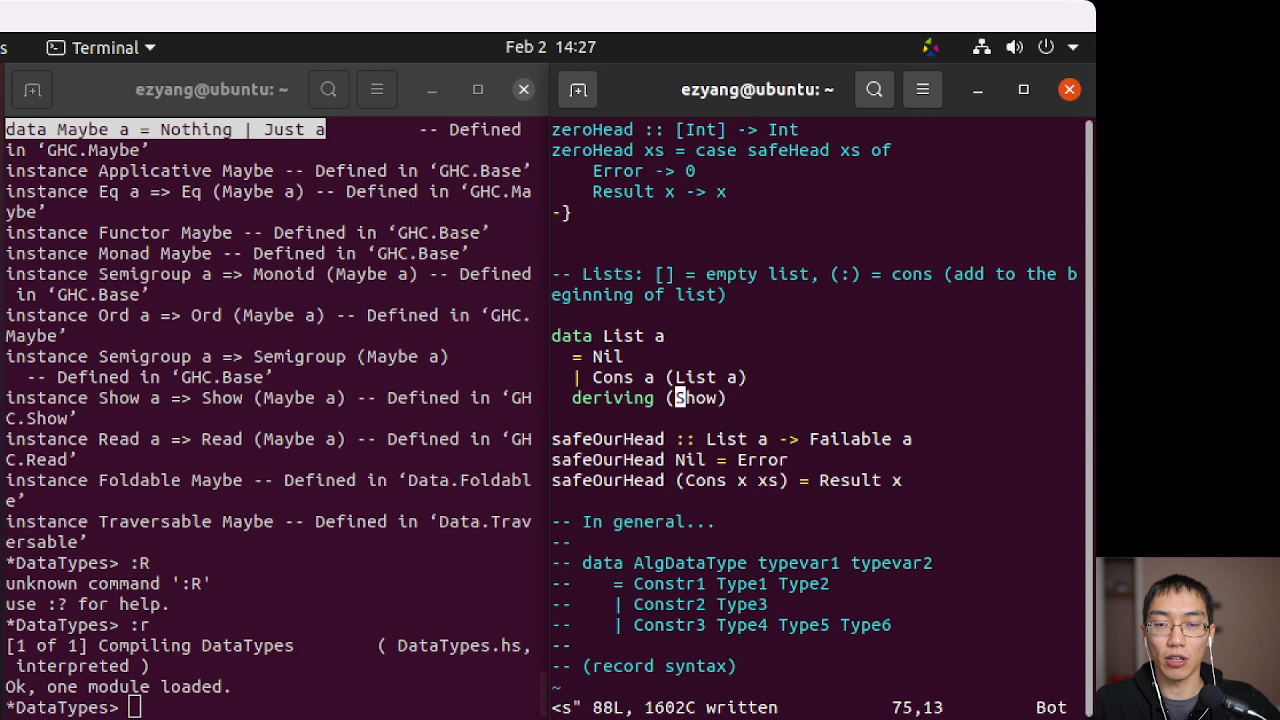 s
Terminal
Feb 2 14:27
ezyang@ubuntu: ~
data Maybe a = Nothing | Just a -- Defined
in ‘GHC.Maybe’
instance Applicative Maybe -- Defined in ‘GHC.Base’
instance Eq a => Eq (Maybe a) -- Defined in ‘GHC.Ma
ybe’
instance Functor Maybe -- Defined in ‘GHC.Base’
instance Monad Maybe -- Defined in ‘GHC.Base’
instance Semigroup a => Monoid (Maybe a) -- Defined
in ‘GHC.Base’
instance Ord a => Ord (Maybe a) -- Defined in ‘GHC.
Maybe’
instance Semigroup a => Semigroup (Maybe a)
-- Defined in ‘GHC.Base’
instance Show a => Show (Maybe a) -- Defined in ‘GH
C.Show’
instance Read a => Read (Maybe a) -- Defined in ‘GH
C.Read’
instance Foldable Maybe -- Defined in ‘Data.Foldabl
e’
instance Traversable Maybe -- Defined in ‘Data.Trav
ersable’
*DataTypes> :R
unknown command ':R'
use :? for help.
*DataTypes> :r
[1 of 1] Compiling DataTypes ( DataTypes.hs,
interpreted )
Ok, one module loaded.
*DataTypes>
ezyang@ubuntu: ~
zeroHead :: [Int] -> Int
zeroHead xs = case safeHead xs of
Error -> 0
Result x -> x
-}
-- Lists: [] = empty list, (:) = cons (add to the b
eginning of list)
data List a
= Nil
| Cons a (List a)
deriving (Show)
safeOurHead :: List a -> Failable a
safeOurHead Nil = Error
safeOurHead (Cons x xs) = Result x
-- In general...
--
-- data AlgDataType typevar1 typevar2
-- = Constr1 Type1 Type2
-- | Constr2 Type3
-- | Constr3 Type4 Type5 Type6
--
-- (record syntax)
~
<s" 88L, 1602C written 75,13 Bot